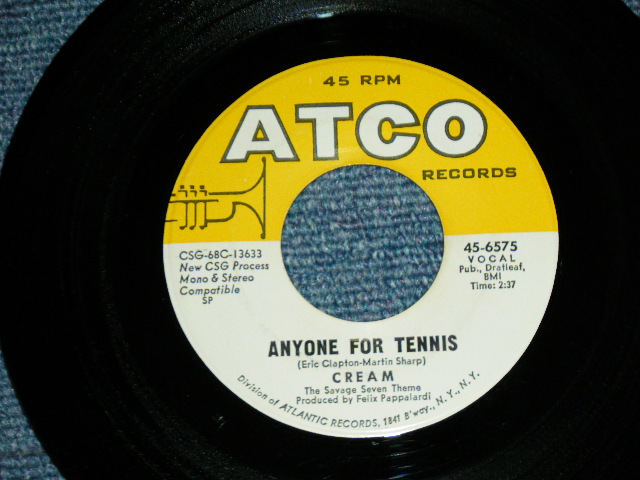 45 RPM
ATCO
RECORDS
CSG-68C-13633
New CSG Process
Mono & Stereo
Compatible
SP
45-6575
VOCAL
Pub., Dratleaf,
BMI
Time: 2:37
ANYONE FOR TENNIS
(Eric Clapton-Martin Sharp)
CREAM
The Savage Seven Theme
Produced by Felix Pappalardi
Division of ATLANTIC RECORDS, 1841 B'way., N.Y., N.Y.